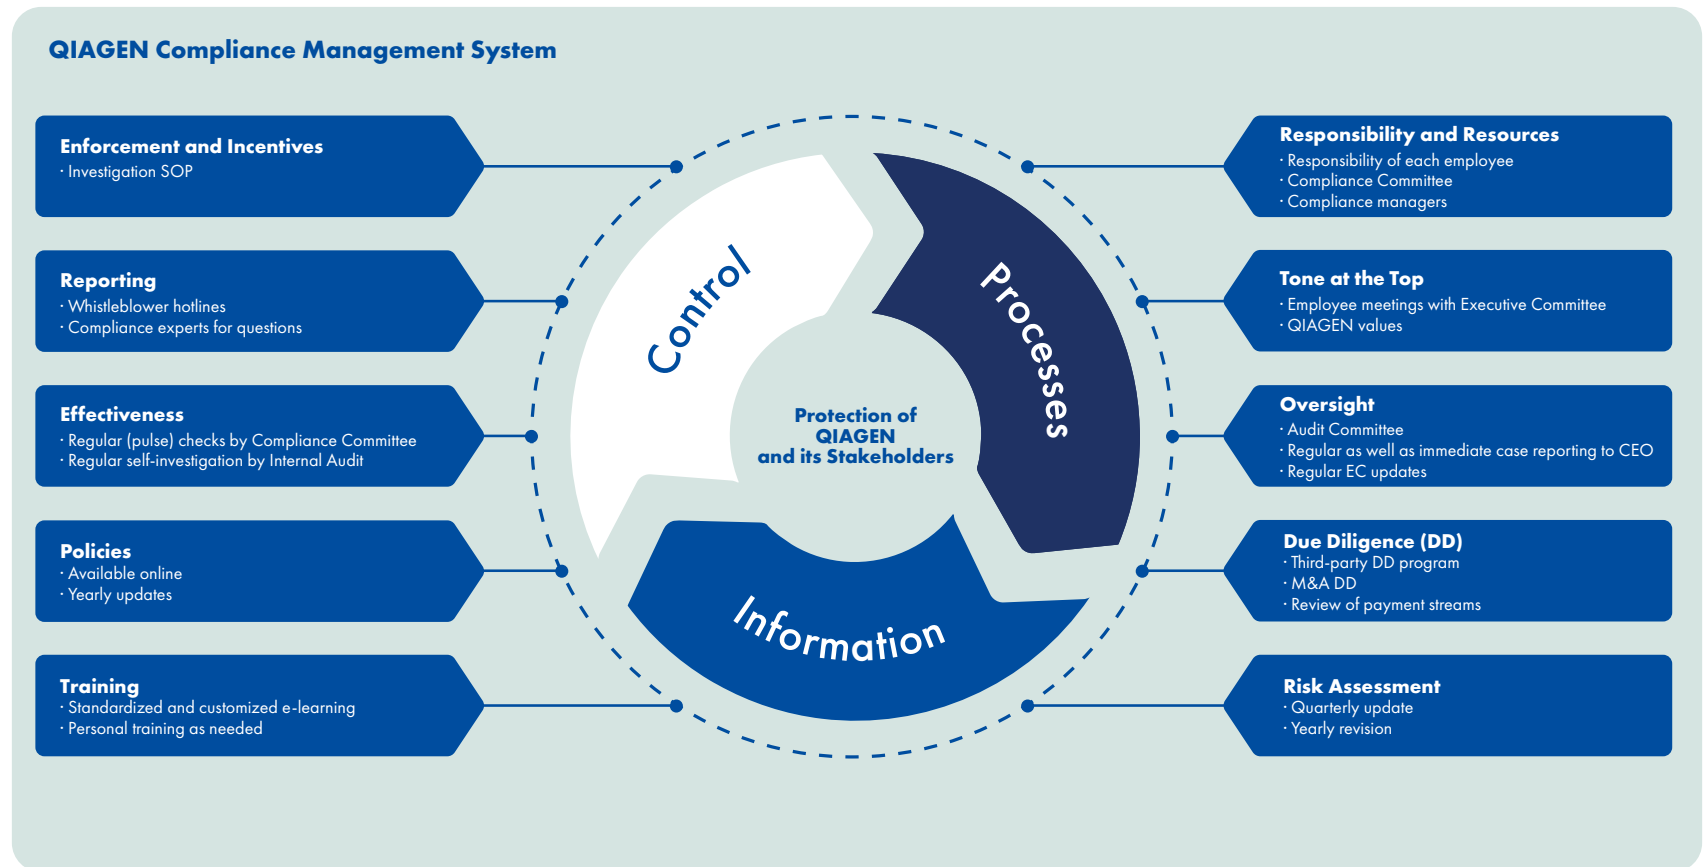 QIAGEN Compliance Management System
Enforcement and Incentives
· Investigation SOP
Reporting
· Whistleblower hotlines
· Compliance experts for questions
Effectiveness
· Regular (pulse) checks by Compliance Committee
· Regular self-investigation by Internal Audit
Policies
· Available online
· Yearly updates
Training
· Standardized and customized e-learning
· Personal training as needed
Control
Processes
Information
Protection of
QIAGEN
and its Stakeholders
Responsibility and Resources
· Responsibility of each employee
· Compliance Committee
· Compliance managers
Tone at the Top
· Employee meetings with Executive Committee
· QIAGEN values
Oversight
· Audit Committee
· Regular as well as immediate case reporting to CEO
· Regular EC updates
Due Diligence (DD)
· Third-party DD program
· M&A DD
· Review of payment streams
Risk Assessment
· Quarterly update
· Yearly revision